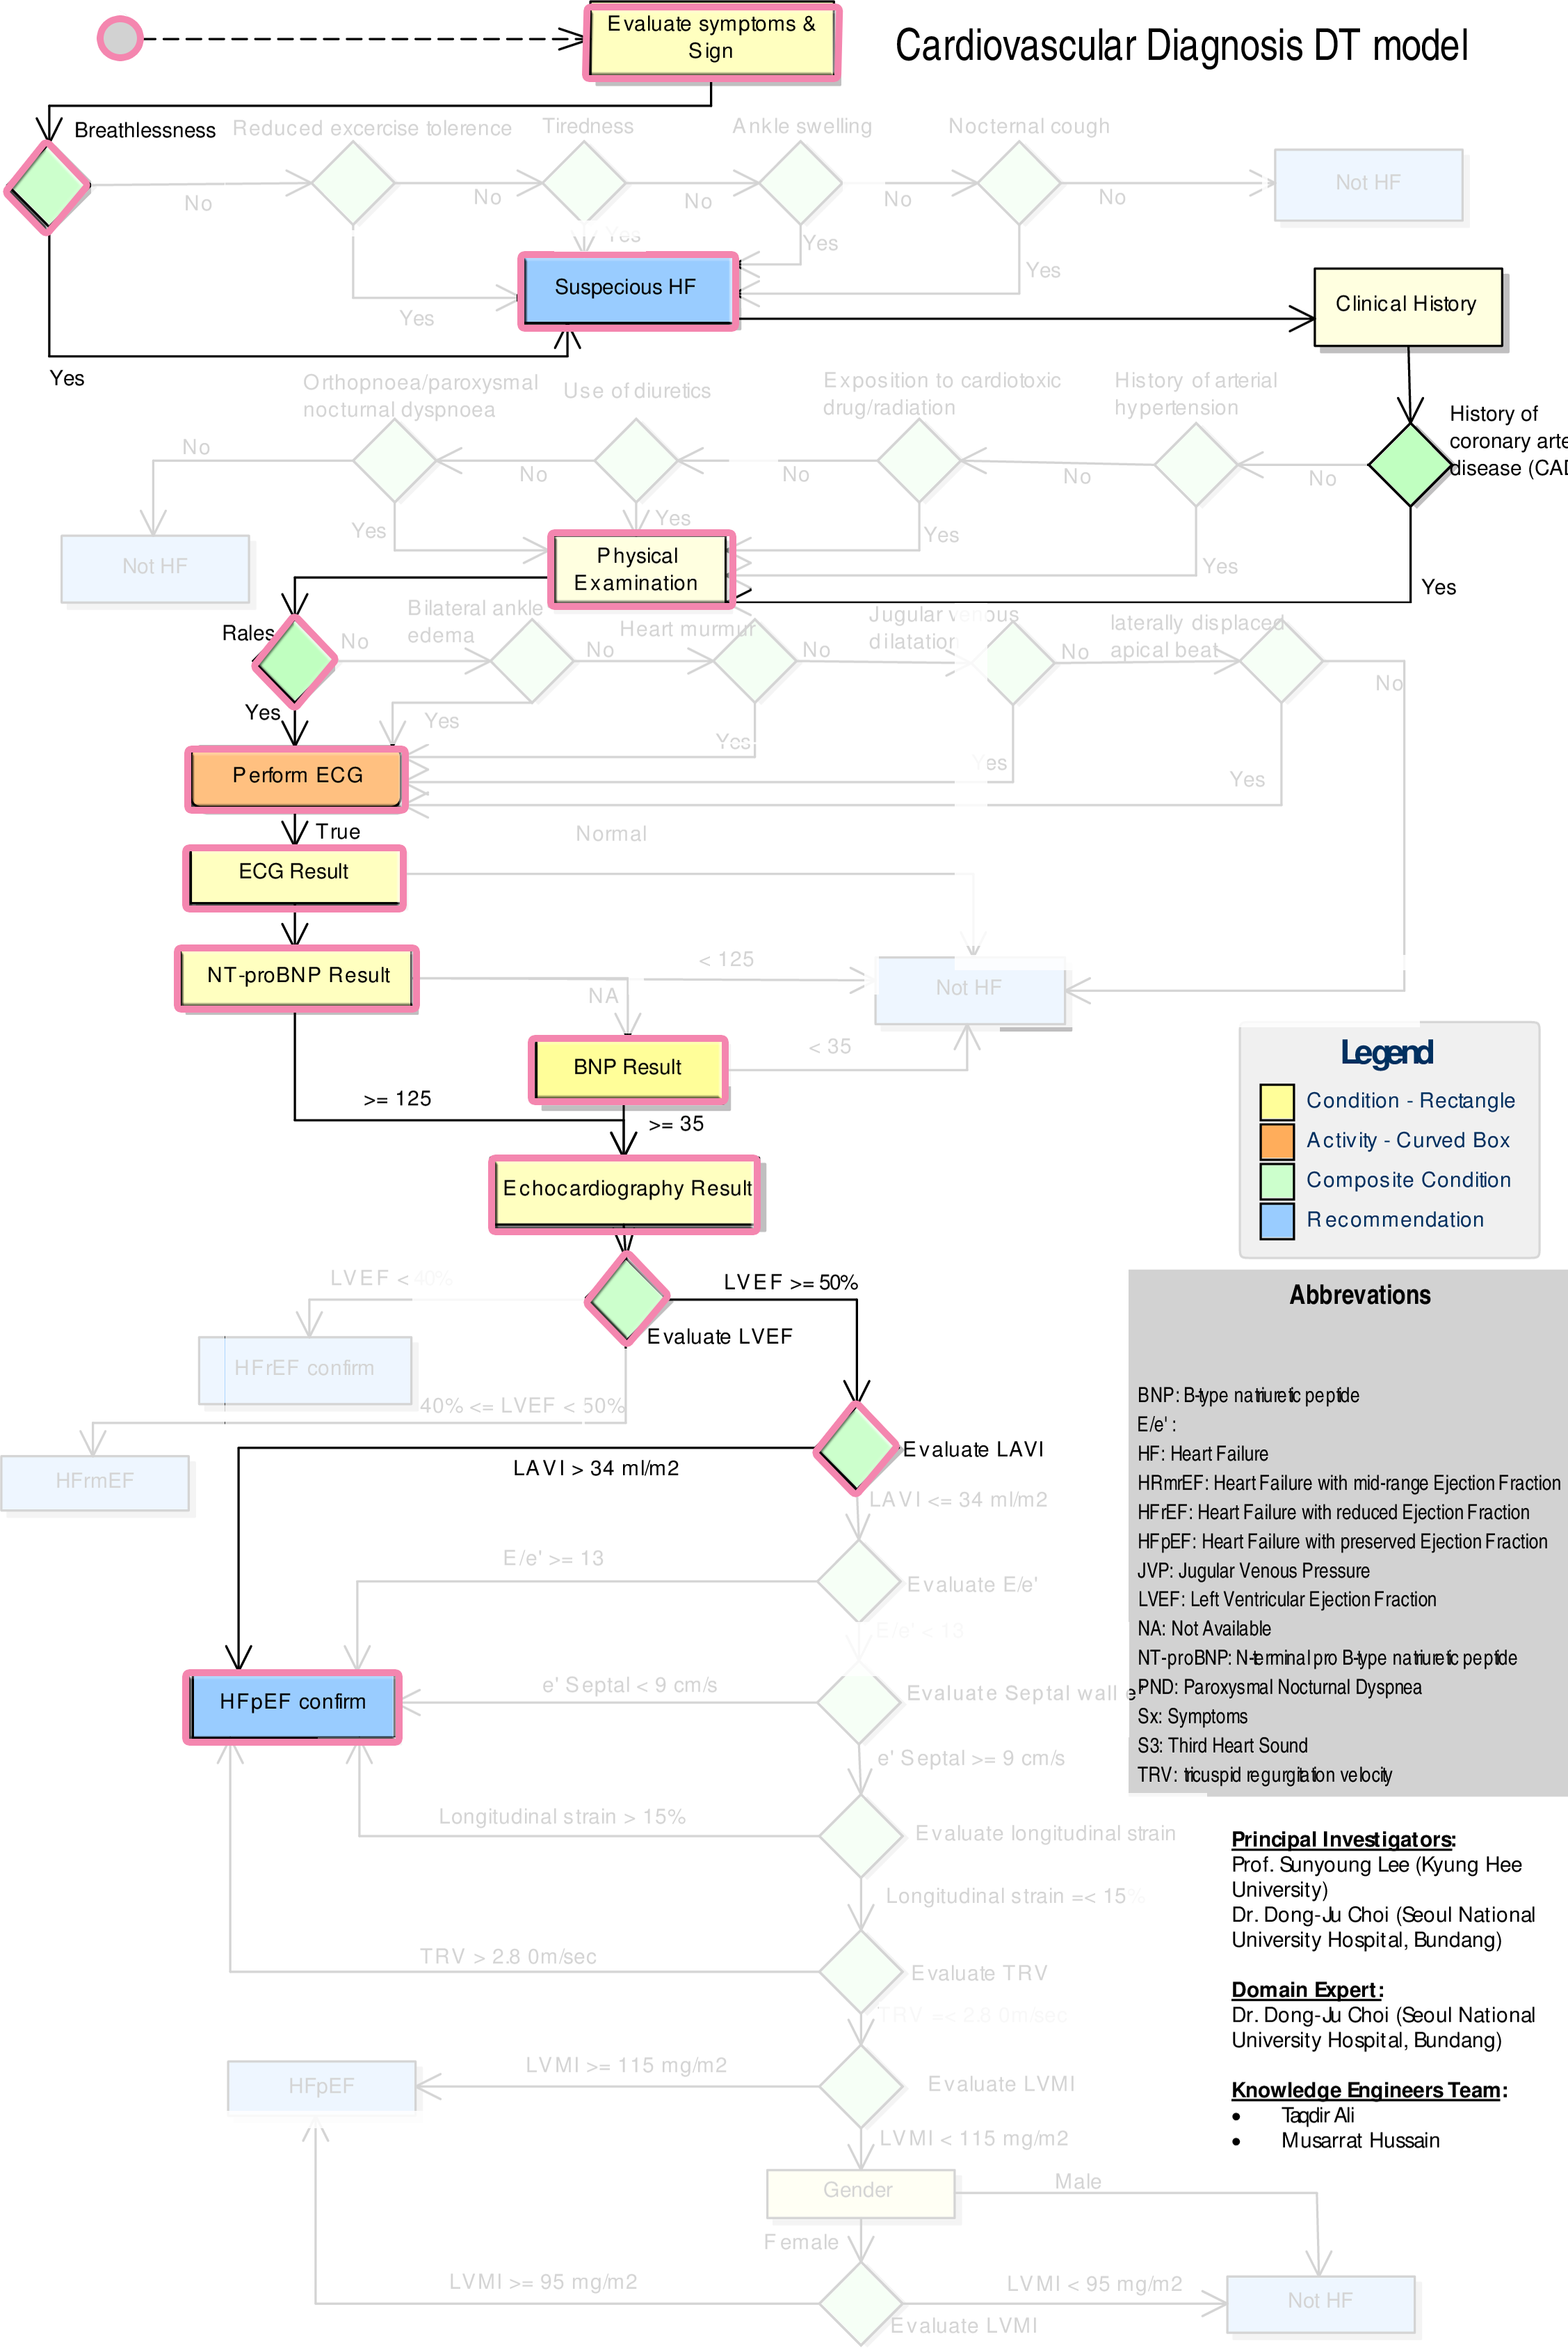 Evaluate symptoms &
Sign
Cardiovascular Diagnosis DT model
Breathlessness
Reduced excercise tolerence
Tiredness
Ankle swelling
Nocternal cough
Not HF
No
No
No
No
No
Yes
Yes
Yes
Yes
Suspecious HF
Clinical History
Yes
Orthopnoea/paroxysmal
nocturnal dyspnoea
Use of diuretics
Exposition to cardiotoxic
drug/radiation
History of arterial
hypertension
History of
coronary arte
disease (CAD
No
No
No
No
No
Yes
Yes
Yes
Yes
Yes
Not HF
Physical
Examination
Rales
Bilateral ankle
edema
Heart murmur
Jugular venous
dilatation
laterally displaced
apical beat
No
No
No
No
No
Yes
Yes
Yes
Yes
Yes
Perform ECG
True
Normal
ECG Result
NT-proBNP Result
< 125
NA
Not HF
BNP Result
< 35
>= 125
>= 35
Echocardiography Result
Legend
Condition - Rectangle
Activity - Curved Box
Composite Condition
Recommendation
LVEF < 40%
LVEF >= 50%
Evaluate LVEF
HFrEF confirm
40% <= LVEF < 50%
HFrmEF
Evaluate LAVI
LAVI > 34 ml/m2
LAVI <= 34 ml/m2
E/e' >= 13
Evaluate E/e'
E/e' < 13
HFpEF confirm
e' Septal < 9 cm/s
Evaluate Septal wall e'
e' Septal >= 9 cm/s
Longitudinal strain > 15%
Evaluate longitudinal strain
Longitudinal strain =< 15%
TRV > 2.8 0m/sec
Evaluate TRV
TRV =< 2.8 0m/sec
HFpEF
LVMI >= 115 mg/m2
Evaluate LVMI
LVMI < 115 mg/m2
Gender
Male
Female
LVMI >= 95 mg/m2
LVMI < 95 mg/m2
Evaluate LVMI
Not HF
Abbrevations
BNP: B-type natriuretic peptide
E/e' :
HF: Heart Failure
HRmrEF: Heart Failure with mid-range Ejection Fraction
HFrEF: Heart Failure with reduced Ejection Fraction
HFpEF: Heart Failure with preserved Ejection Fraction
JVP: Jugular Venous Pressure
LVEF: Left Ventricular Ejection Fraction
NA: Not Available
NT-proBNP: N-terminal pro B-type natriuretic peptide
PND: Paroxysmal Nocturnal Dyspnea
Sx: Symptoms
S3: Third Heart Sound
TRV: tricuspid regurgitation velocity
Principal Investigators:
Prof. Sunyoung Lee (Kyung Hee
University)
Dr. Dong-Ju Choi (Seoul National
University Hospital, Bundang)
Domain Expert:
Dr. Dong-Ju Choi (Seoul National
University Hospital, Bundang)
Knowledge Engineers Team:
• Taqdir Ali
• Musarrat Hussain